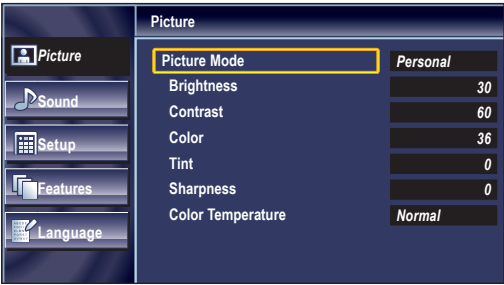 Picture
Picture
Sound
Setup
Features
Language
Picture Mode Personal
Brightness 30
Contrast 60
Color 36
Tint 0
Sharpness 0
Color Temperature Normal